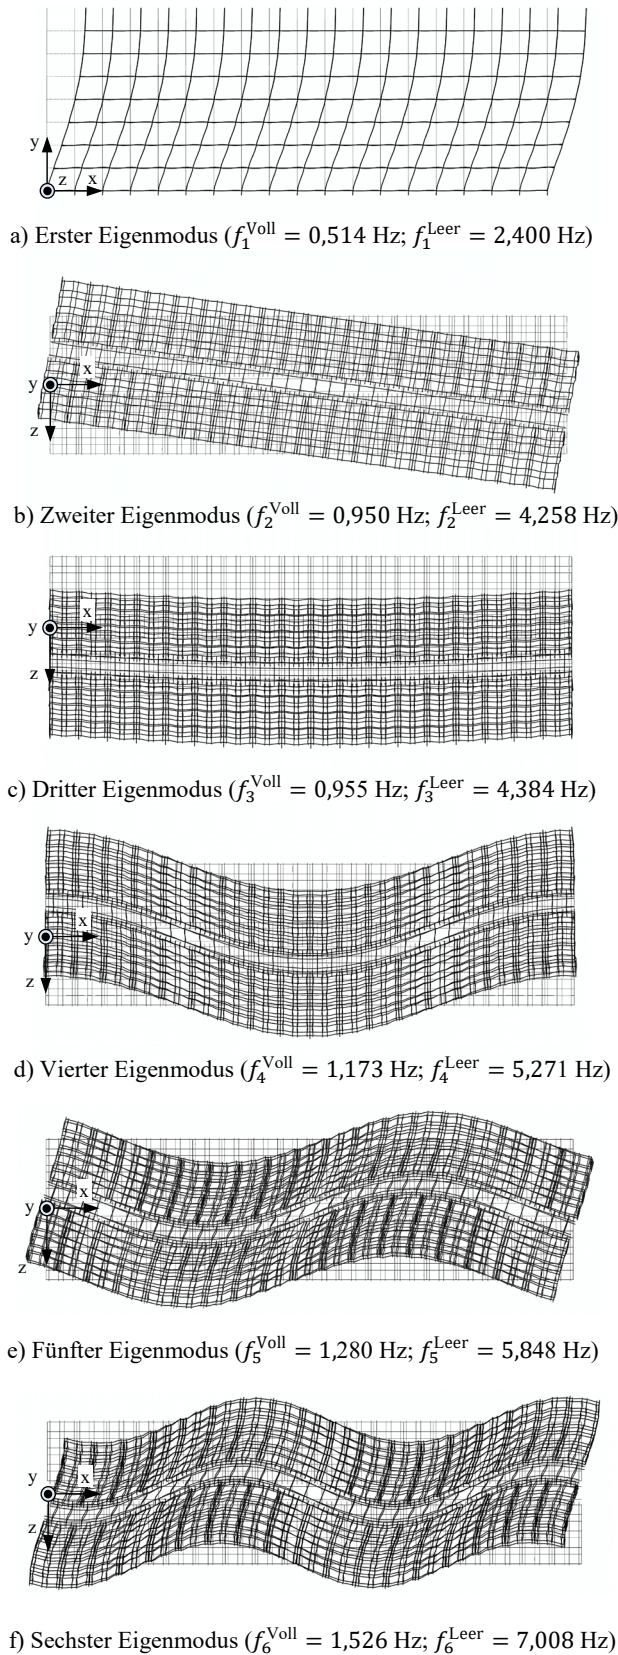 y
z x
a) Erster Eigenmodus (f₁^Voll = 0,514 Hz; f₁^Leer = 2,400 Hz)
x
y
z
b) Zweiter Eigenmodus (f₂^Voll = 0,950 Hz; f₂^Leer = 4,258 Hz)
x
y
z
c) Dritter Eigenmodus (f₃^Voll = 0,955 Hz; f₃^Leer = 4,384 Hz)
x
y
z
d) Vierter Eigenmodus (f₄^Voll = 1,173 Hz; f₄^Leer = 5,271 Hz)
x
y
z
e) Fünfter Eigenmodus (f₅^Voll = 1,280 Hz; f₅^Leer = 5,848 Hz)
y x
z
f) Sechster Eigenmodus (f₆^Voll = 1,526 Hz; f₆^Leer = 7,008 Hz)